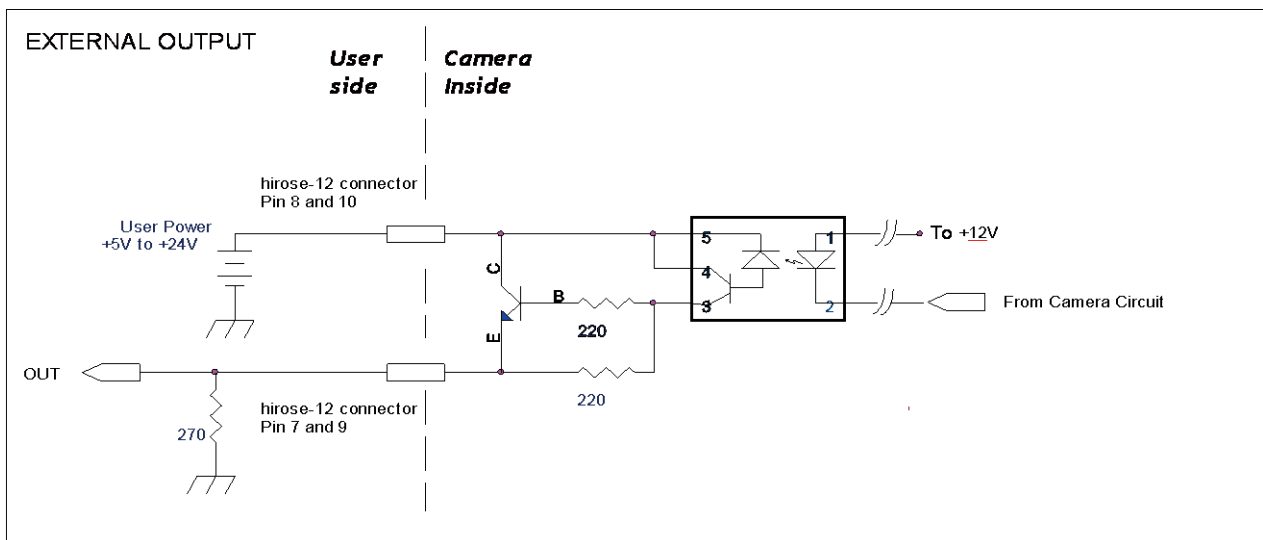 EXTERNAL OUTPUT
User
side
Camera
Inside
hirose-12 connector
Pin 8 and 10
User Power
+5V to +24V
5
1
To +12V
C
4
B
3
2
From Camera Circuit
220
E
OUT
220
hirose-12 connector
Pin 7 and 9
270